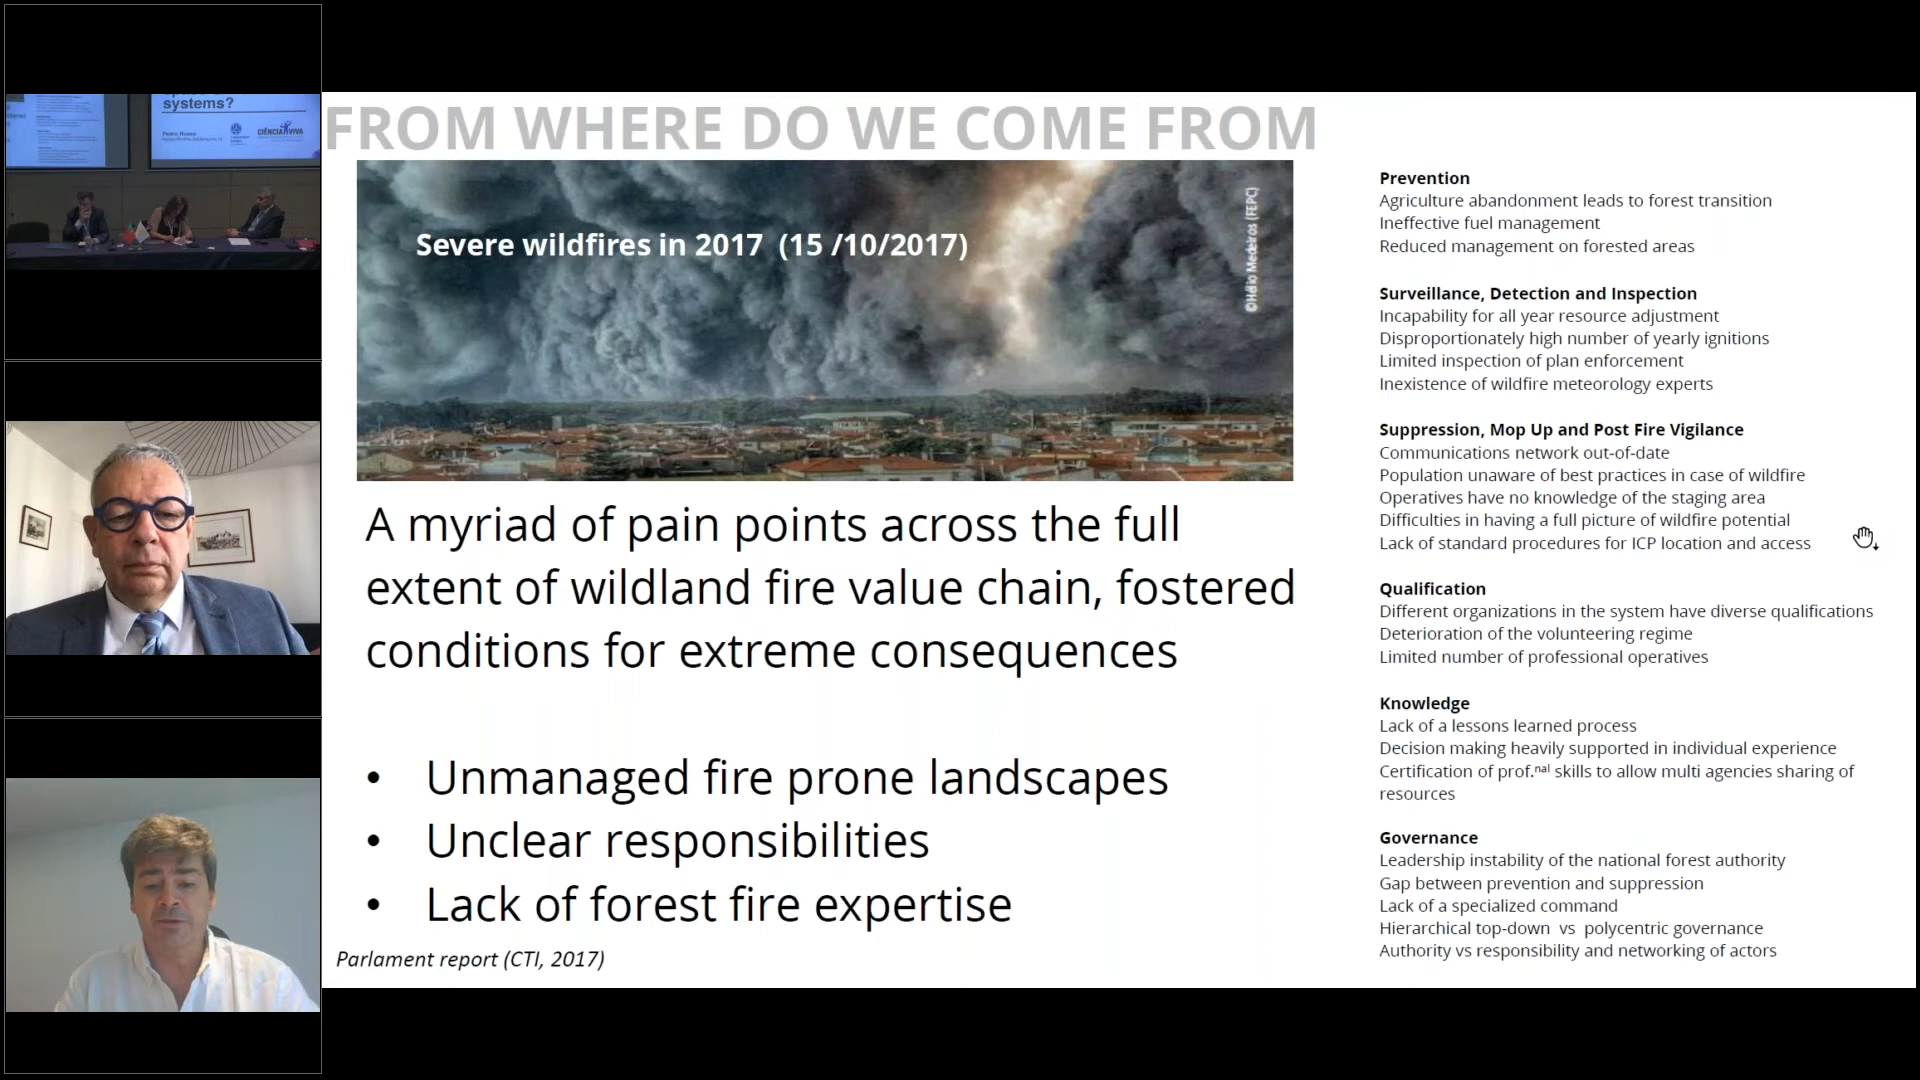 systems?
CIÊNCIA VIVA
FROM WHERE DO WE COME FROM
Severe wildfires in 2017 (15 /10/2017)
©Hélio Medeiros (FEPC)
A myriad of pain points across the full
extent of wildland fire value chain, fostered
conditions for extreme consequences
• Unmanaged fire prone landscapes
• Unclear responsibilities
• Lack of forest fire expertise
Parlament report (CTI, 2017)
Prevention
Agriculture abandonment leads to forest transition
Ineffective fuel management
Reduced management on forested areas
Surveillance, Detection and Inspection
Incapability for all year resource adjustment
Disproportionately high number of yearly ignitions
Limited inspection of plan enforcement
Inexistence of wildfire meteorology experts
Suppression, Mop Up and Post Fire Vigilance
Communications network out-of-date
Population unaware of best practices in case of wildfire
Operatives have no knowledge of the staging area
Difficulties in having a full picture of wildfire potential
Lack of standard procedures for ICP location and access
Qualification
Different organizations in the system have diverse qualifications
Deterioration of the volunteering regime
Limited number of professional operatives
Knowledge
Lack of a lessons learned process
Decision making heavily supported in individual experience
Certification of prof.nal skills to allow multi agencies sharing of
resources
Governance
Leadership instability of the national forest authority
Gap between prevention and suppression
Lack of a specialized command
Hierarchical top-down vs polycentric governance
Authority vs responsibility and networking of actors